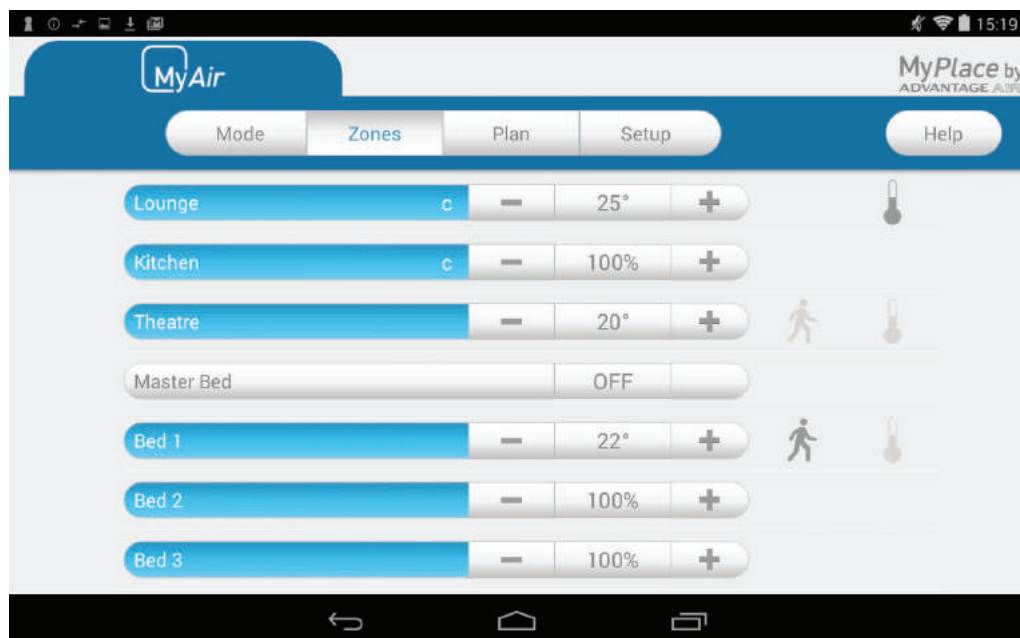 15:19
MyAir
MyPlace by
ADVANTAGE AIR
Mode Zones Plan Setup Help
Lounge c 25°
Kitchen c 100%
Theatre 20°
Master Bed OFF
Bed 1 22°
Bed 2 100%
Bed 3 100%